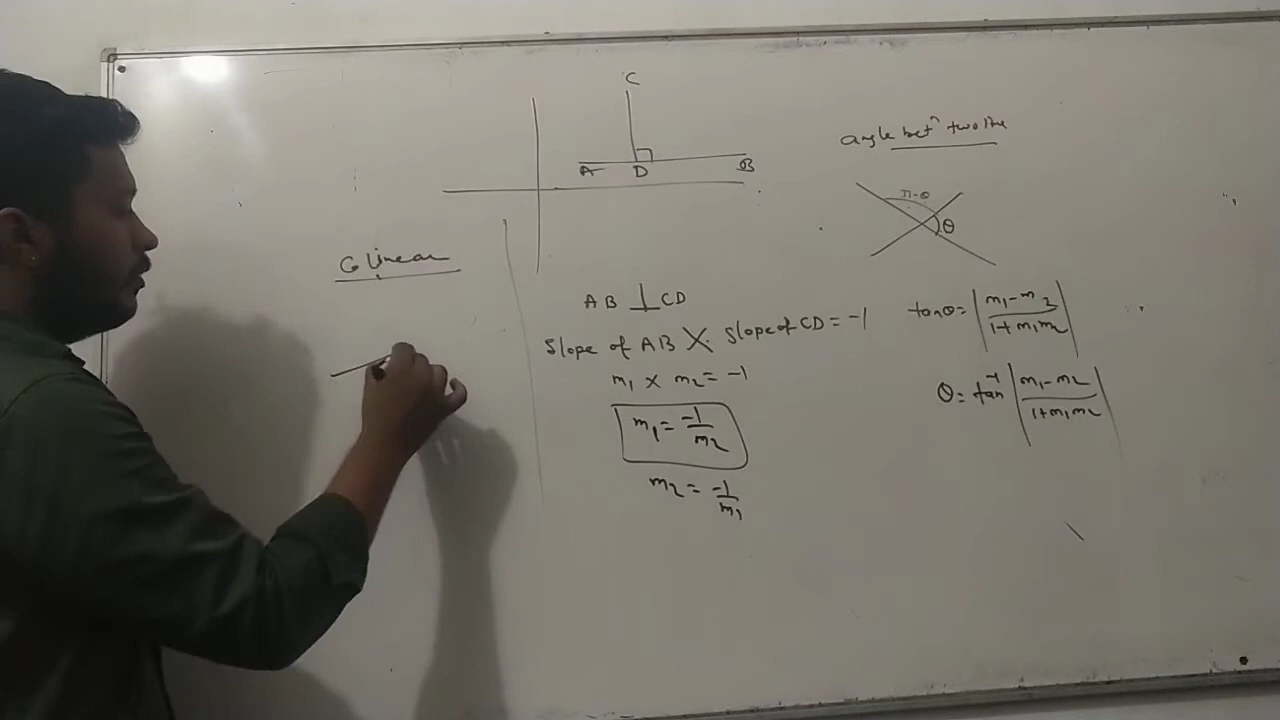 Colinear
C
A D B
AB ⊥ CD
Slope of AB X Slope of CD = -1
m₁ x m₂ = -1
m₁ = -1/m₂
m₂ = -1/m₁
angle betⁿ two line
π-θ
θ
tanθ = |m₁-m₂/1+m₁m₂|
θ = tan⁻¹|m₁-m₂/1+m₁m₂|